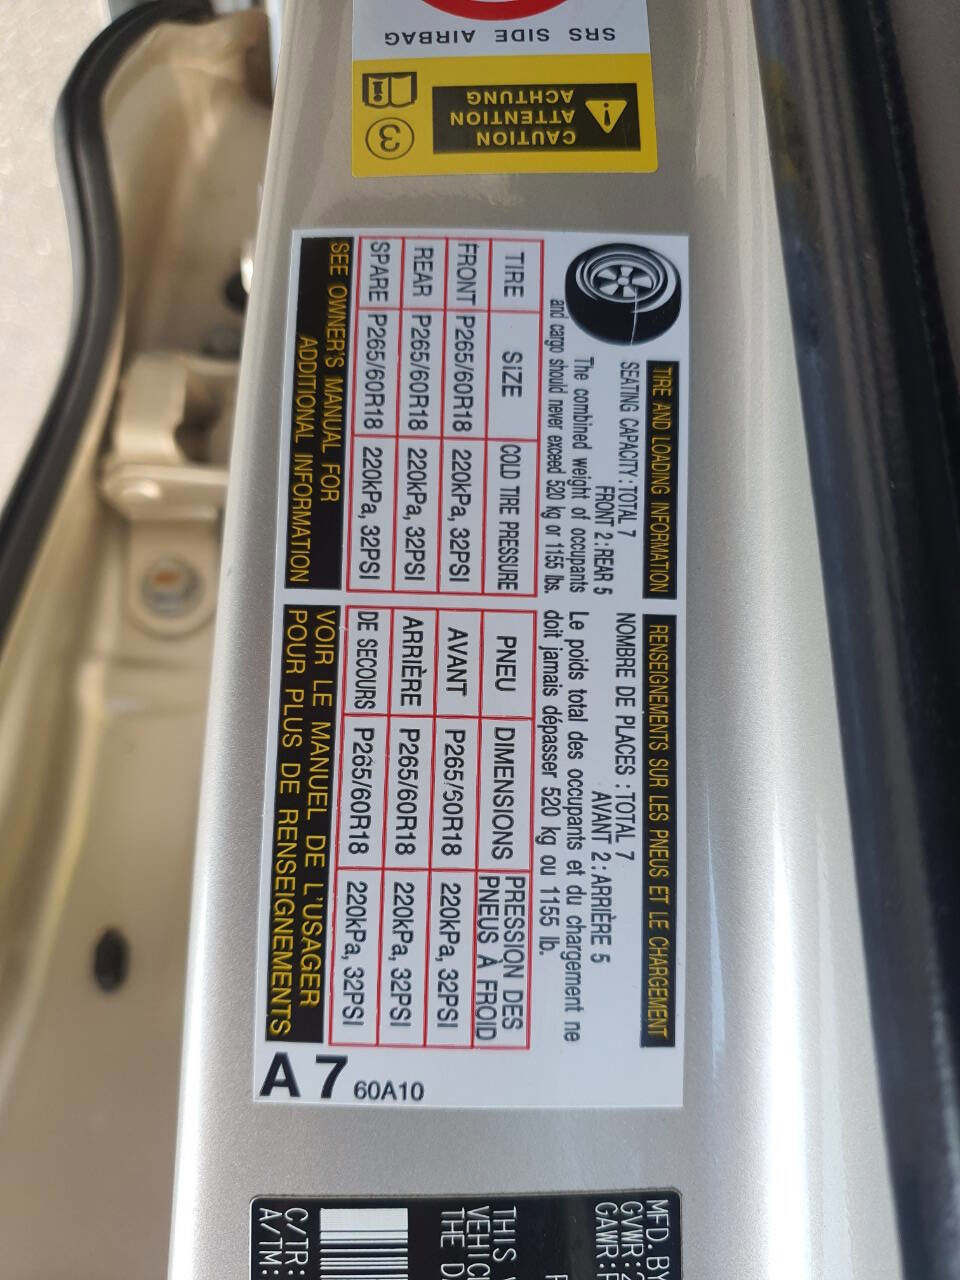 SRS SIDE AIRBAG
CAUTION
ATTENTION
ACHTUNG
TIRE AND LOADING INFORMATION
SEATING CAPACITY : TOTAL 7
FRONT 2 : REAR 5
The combined weight of occupants
and cargo should never exceed 520 kg or 1155 lbs.
TIRE SIZE COLD TIRE PRESSURE
FRONT P265/60R18 220kPa, 32PSI
REAR P265/60R18 220kPa, 32PSI
SPARE P265/60R18 220kPa, 32PSI
SEE OWNER'S MANUAL FOR
ADDITIONAL INFORMATION
RENSEIGNEMENTS SUR LES PNEUS ET LE CHARGEMENT
NOMBRE DE PLACES : TOTAL 7
AVANT 2 : ARRIÈRE 5
Le poids total des occupants et du chargement ne
doit jamais dépasser 520 kg ou 1155 lb.
PNEU DIMENSIONS PRESSION DES
PNEUS À FROID
AVANT P265/60R18 220kPa, 32PSI
ARRIÈRE P265/60R18 220kPa, 32PSI
DE SECOURS P265/60R18 220kPa, 32PSI
VOIR LE MANUEL DE L'USAGER
POUR PLUS DE RENSEIGNEMENTS
A 7 60A10
MFD. BY
GVWR:
GAWR:
THIS
THE
C/TR:
A/TM: